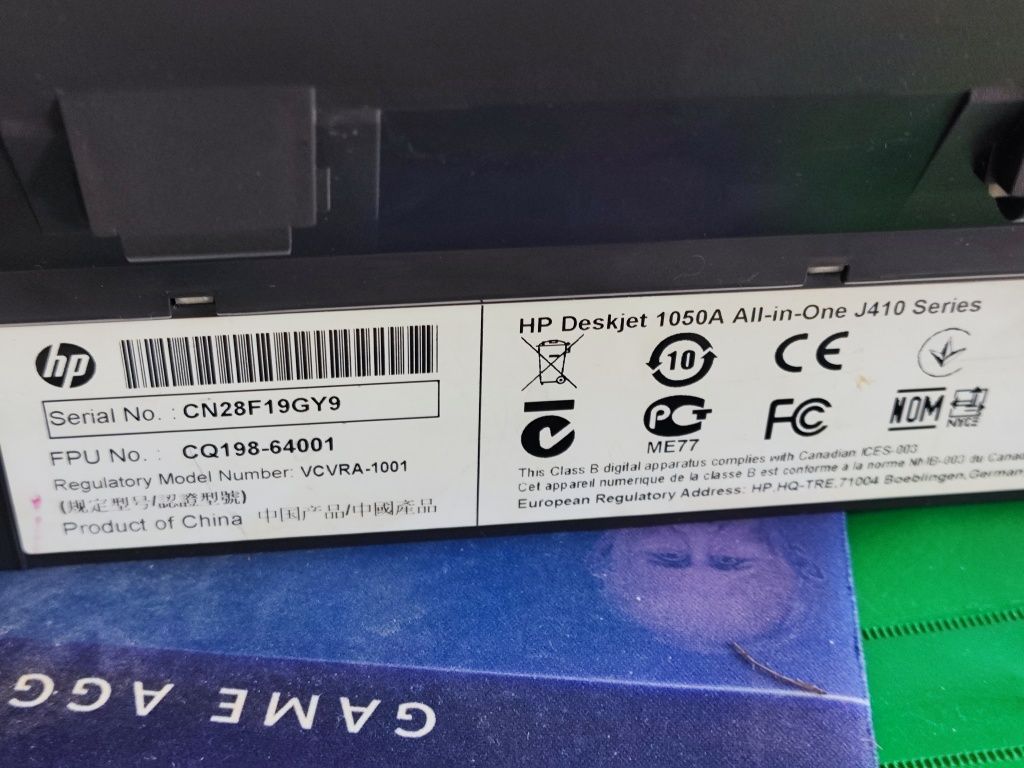 hp
Serial No. : CN28F19GY9
FPU No. : CQ198-64001
Regulatory Model Number: VCVRA-1001
(规定型号/認證型號)
Product of China 中国产品/中國產品
HP Deskjet 1050A All-in-One J410 Series
10
CE
PCT
ME77
FC
NOM
NYCE
This Class B digital apparatus complies with Canadian ICES-003
Cet appareil numerique de la classe B est conforme a la norme NMB-003 du Canada
European Regulatory Address: HP,HQ-TRE,71004 Boeblingen,German
GAME AGG